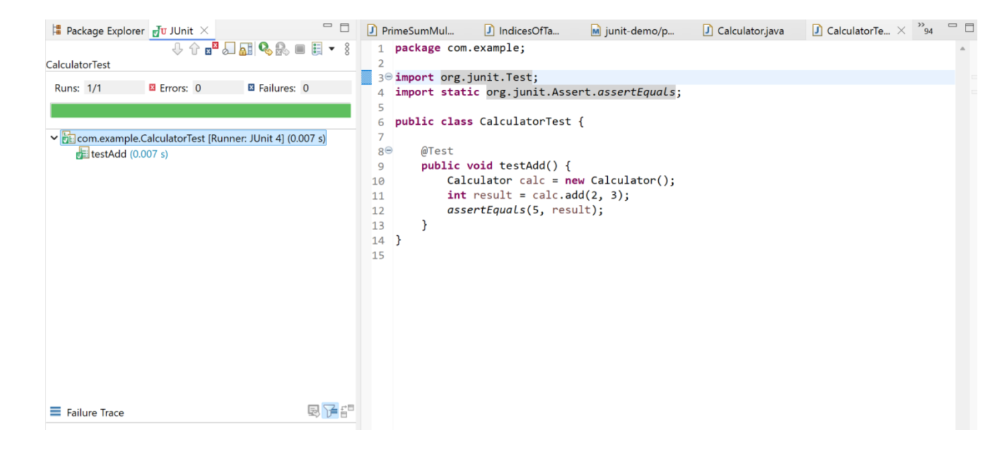 Package Explorer JUnit
CalculatorTest
Runs: 1/1 Errors: 0 Failures: 0
com.example.CalculatorTest [Runner: JUnit 4] (0.007 s)
testAdd (0.007 s)
Failure Trace
PrimeSumMul... IndicesOfTa... junit-demo/p... Calculator.java CalculatorTe... »94
1 package com.example;
2
3 import org.junit.Test;
4 import static org.junit.Assert.assertEquals;
5
6 public class CalculatorTest {
7
8 @Test
9 public void testAdd() {
10 Calculator calc = new Calculator();
11 int result = calc.add(2, 3);
12 assertEquals(5, result);
13 }
14 }
15